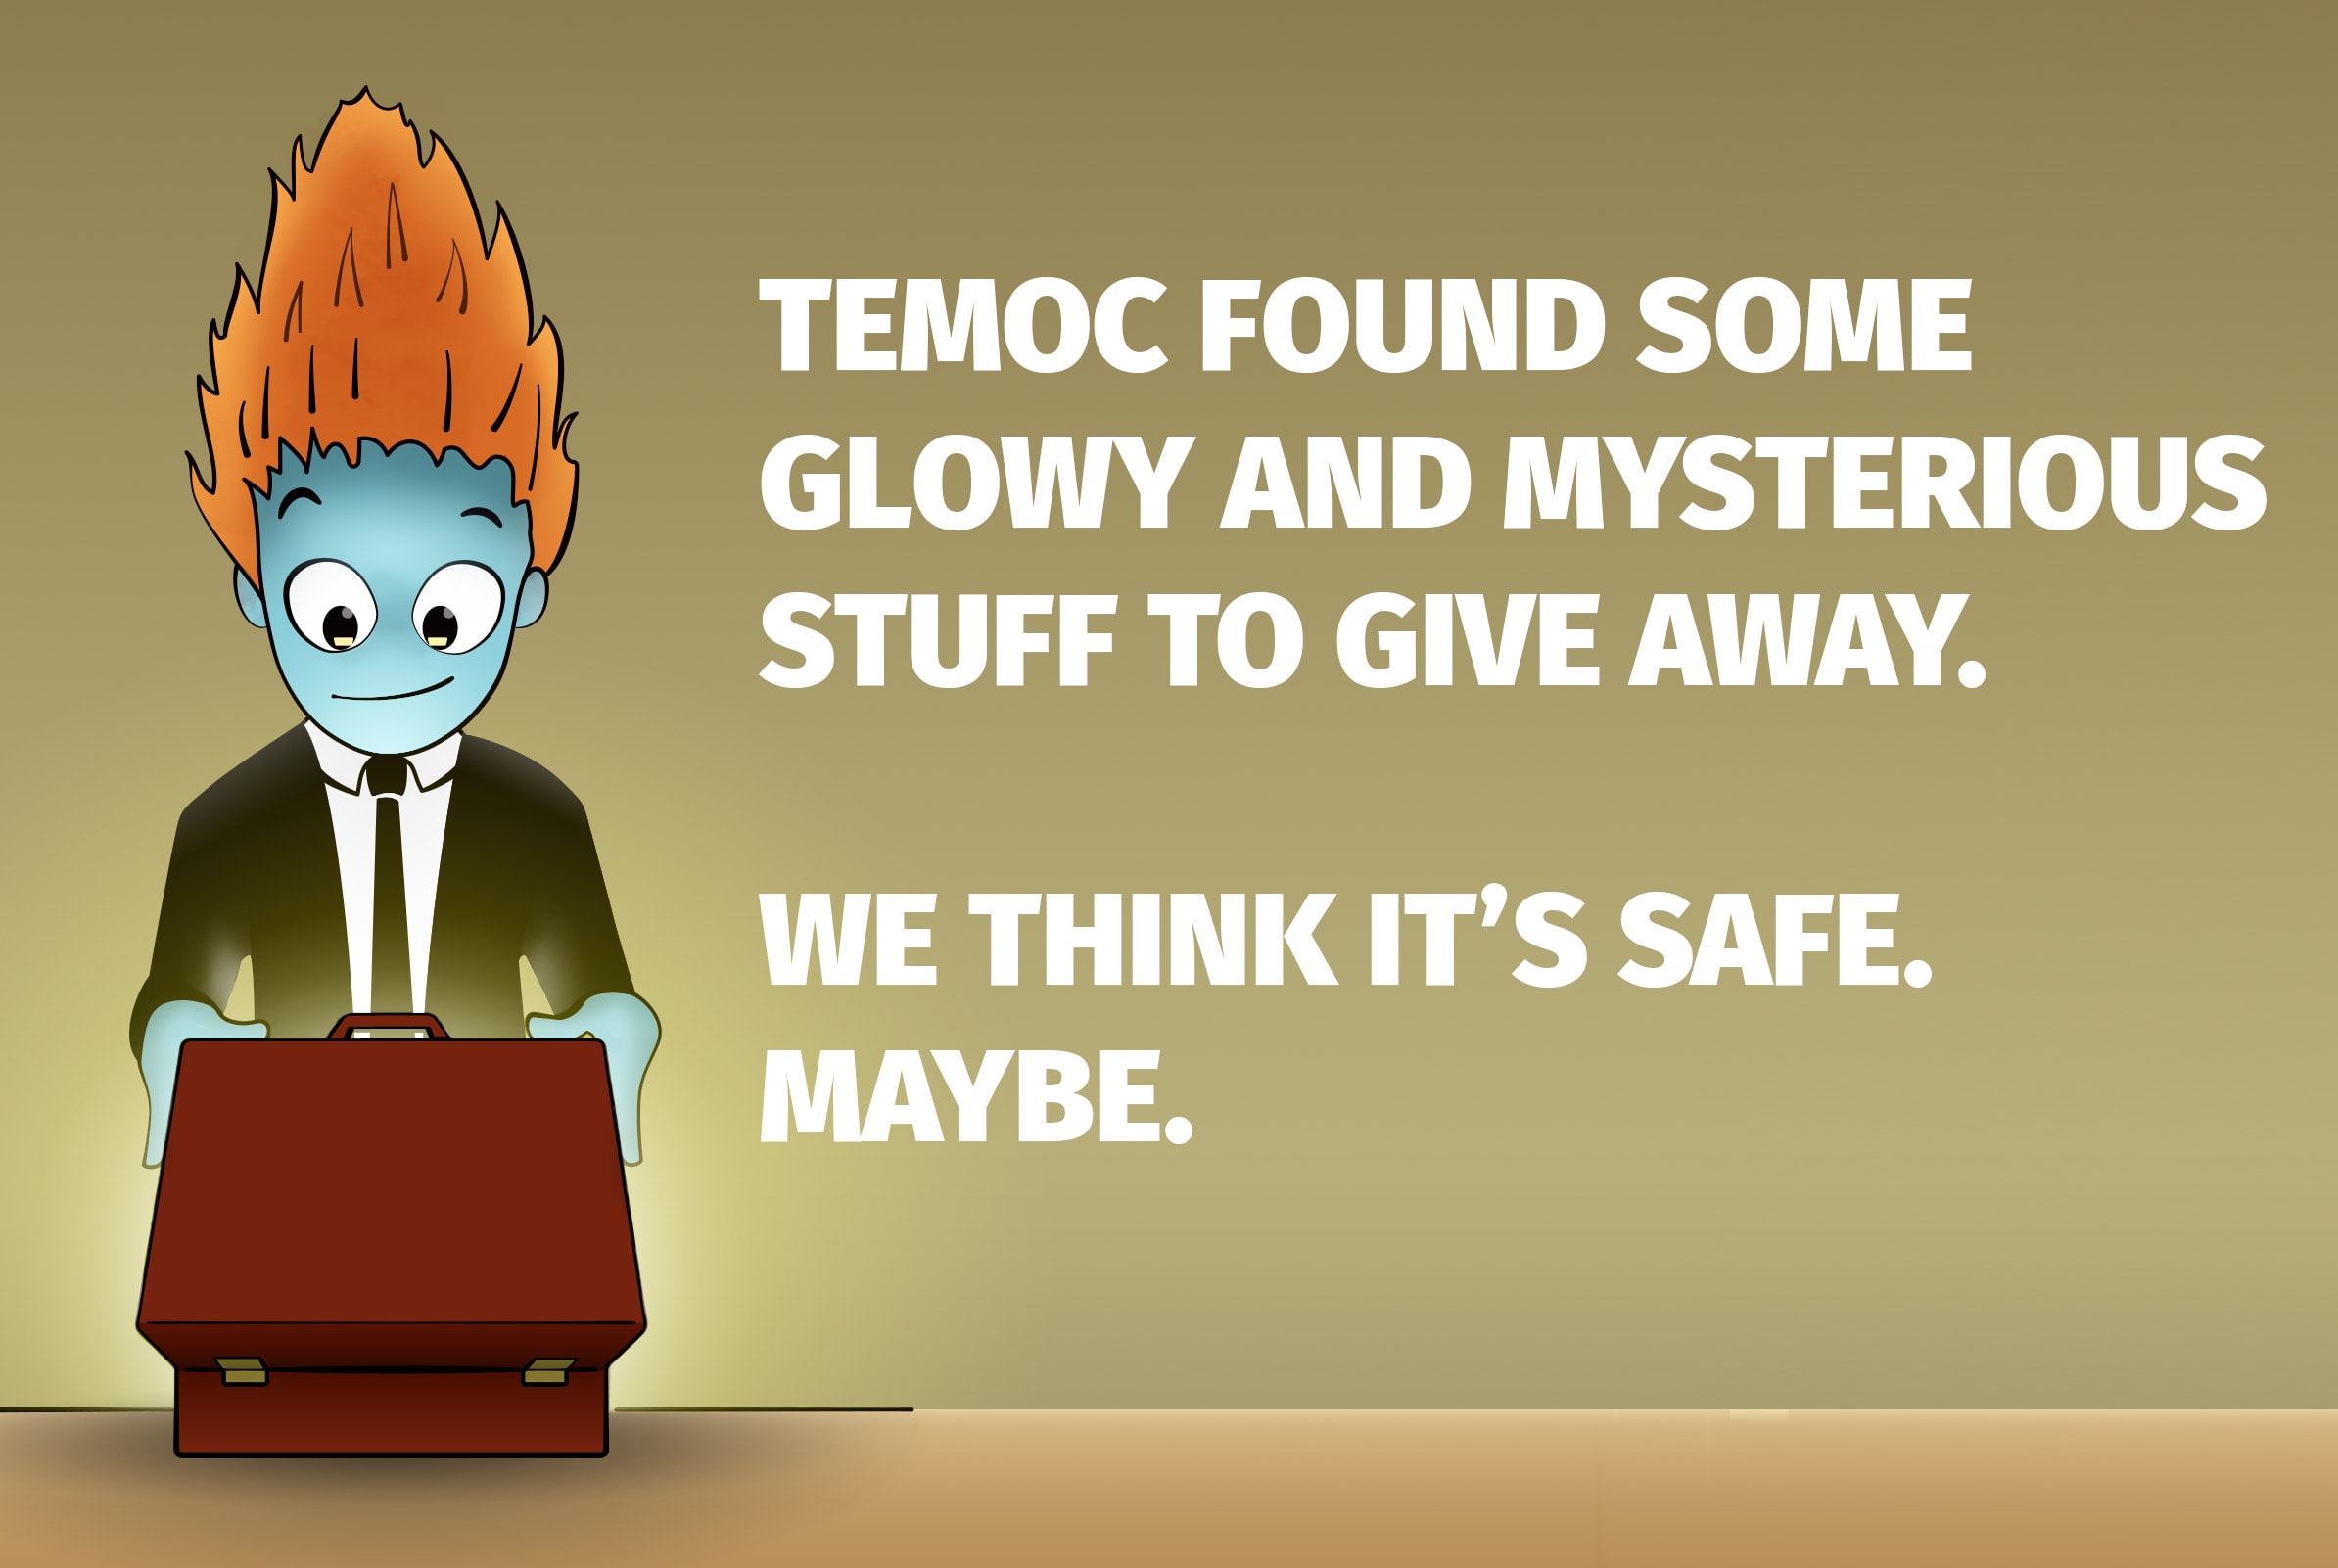 TEMOC FOUND SOME
GLOWY AND MYSTERIOUS
STUFF TO GIVE AWAY.
WE THINK IT’S SAFE.
MAYBE.